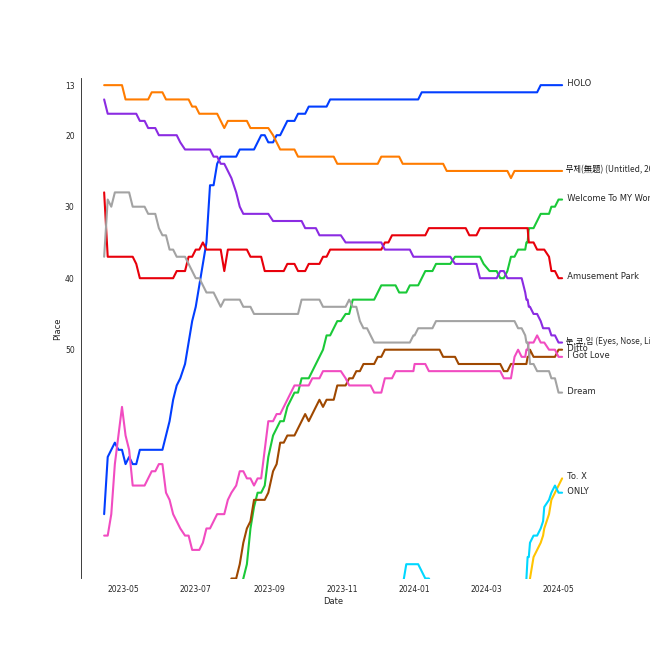 13
20
30
40
50
Place
2023-05
2023-07
2023-09
2023-11
2024-01
2024-03
2024-05
Date
HOLO
무제(無題) (Untitled, 20
Welcome To MY Wor
Amusement Park
눈,코,입 (Eyes, Nose, Li
Ditto
I Got Love
Dream
To. X
ONLY